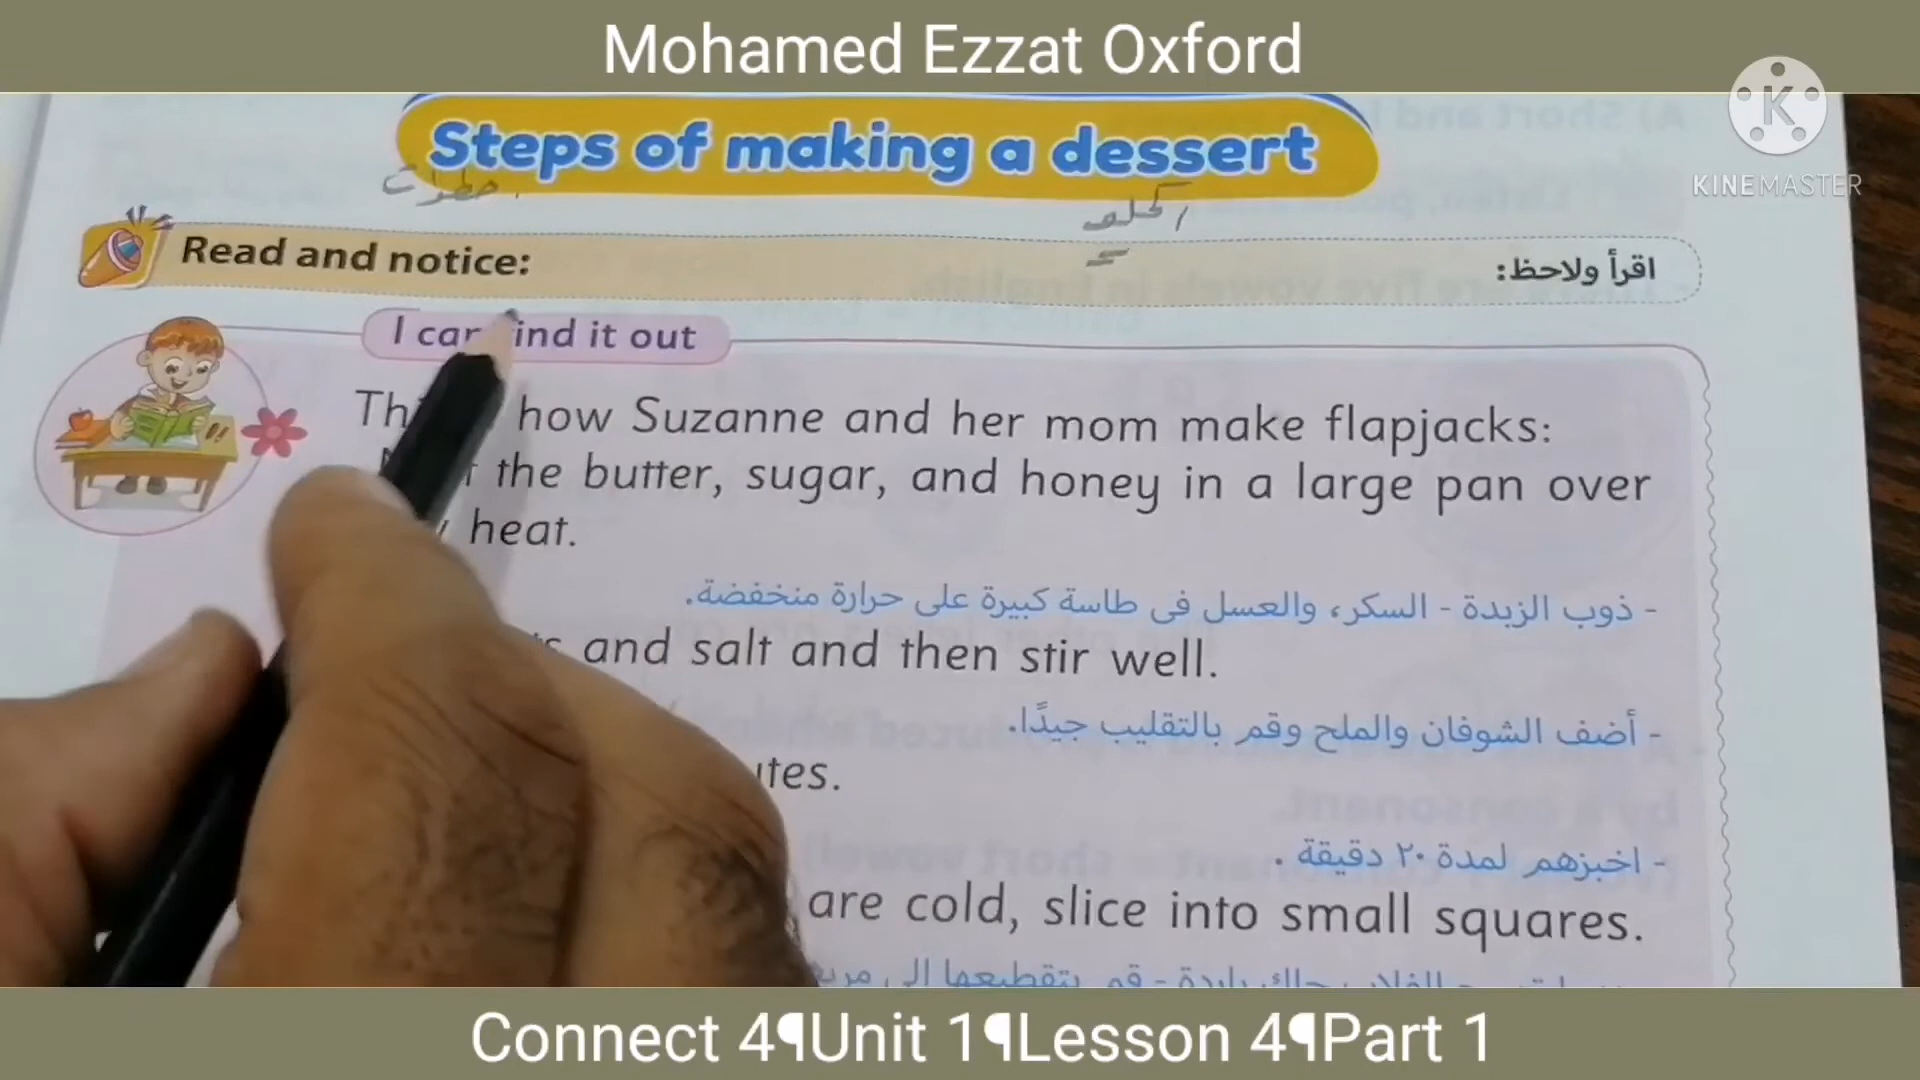 Mohamed Ezzat Oxford
KINEMASTER
Steps of making a dessert
خطوات
Read and notice:
اقرأ ولاحظ:
I can find it out
how Suzanne and her mom make flapjacks:
the butter, sugar, and honey in a large pan over
heat.
- ذوب الزبدة - السكر، والعسل فى طاسة كبيرة على حرارة منخفضة.
and salt and then stir well.
- أضف الشوفان والملح وقم بالتقليب جيدًا.
- اخبزهم لمدة ٢٠ دقيقة .
are cold, slice into small squares.
Connect 4¶Unit 1¶Lesson 4¶Part 1